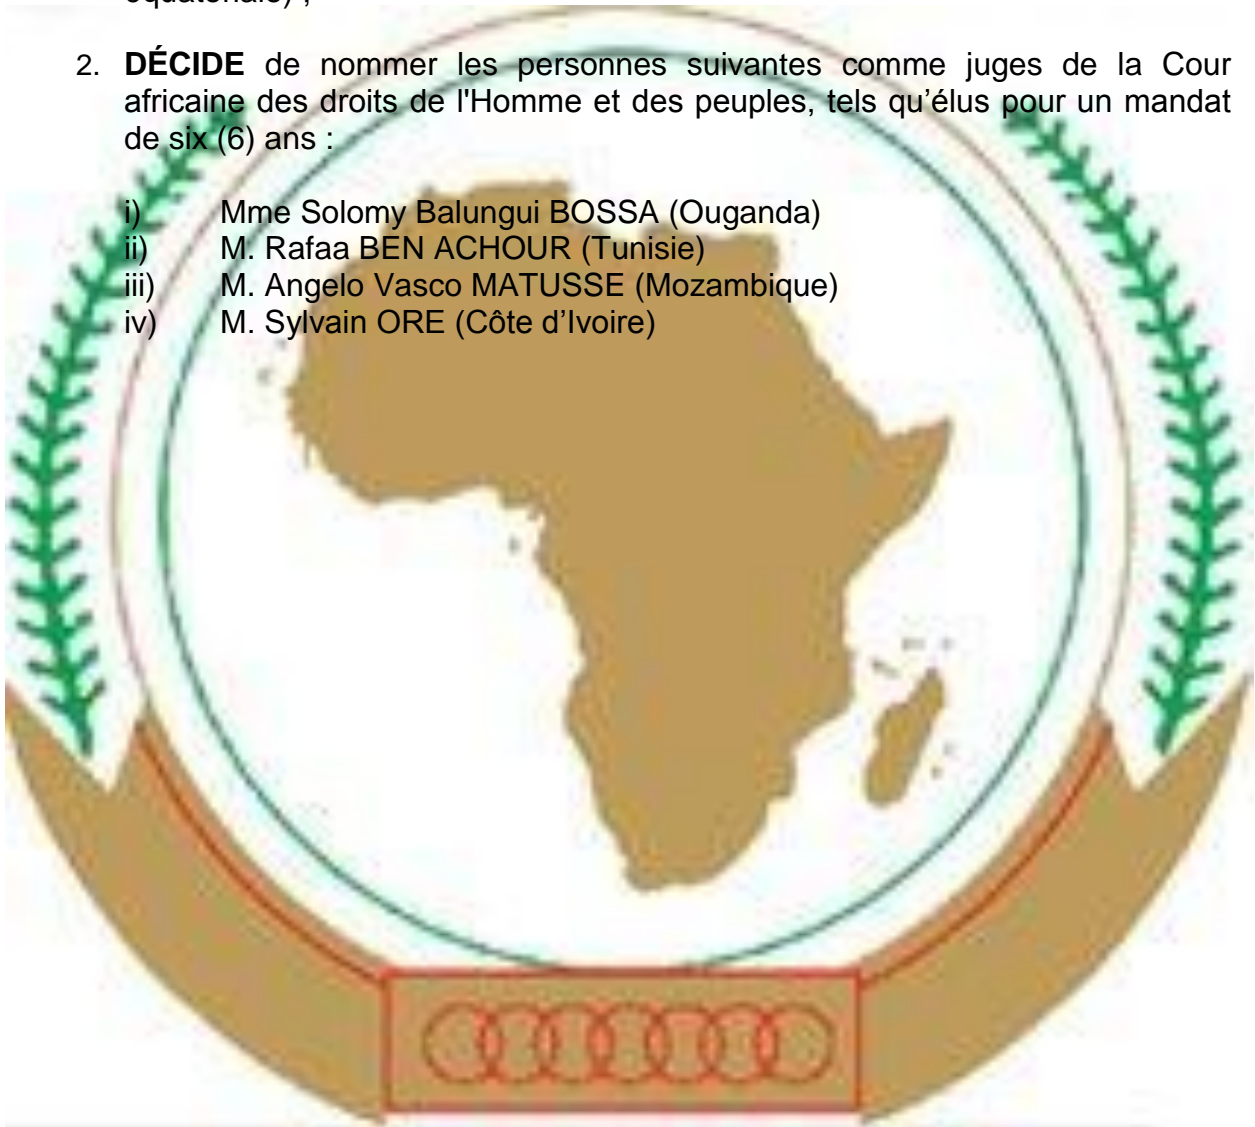 équatoriale) ;
2. DÉCIDE de nommer les personnes suivantes comme juges de la Cour
africaine des droits de l'Homme et des peuples, tels qu’élus pour un mandat
de six (6) ans :
i) Mme Solomy Balungui BOSSA (Ouganda)
ii) M. Rafaa BEN ACHOUR (Tunisie)
iii) M. Angelo Vasco MATUSSE (Mozambique)
iv) M. Sylvain ORE (Côte d’Ivoire)